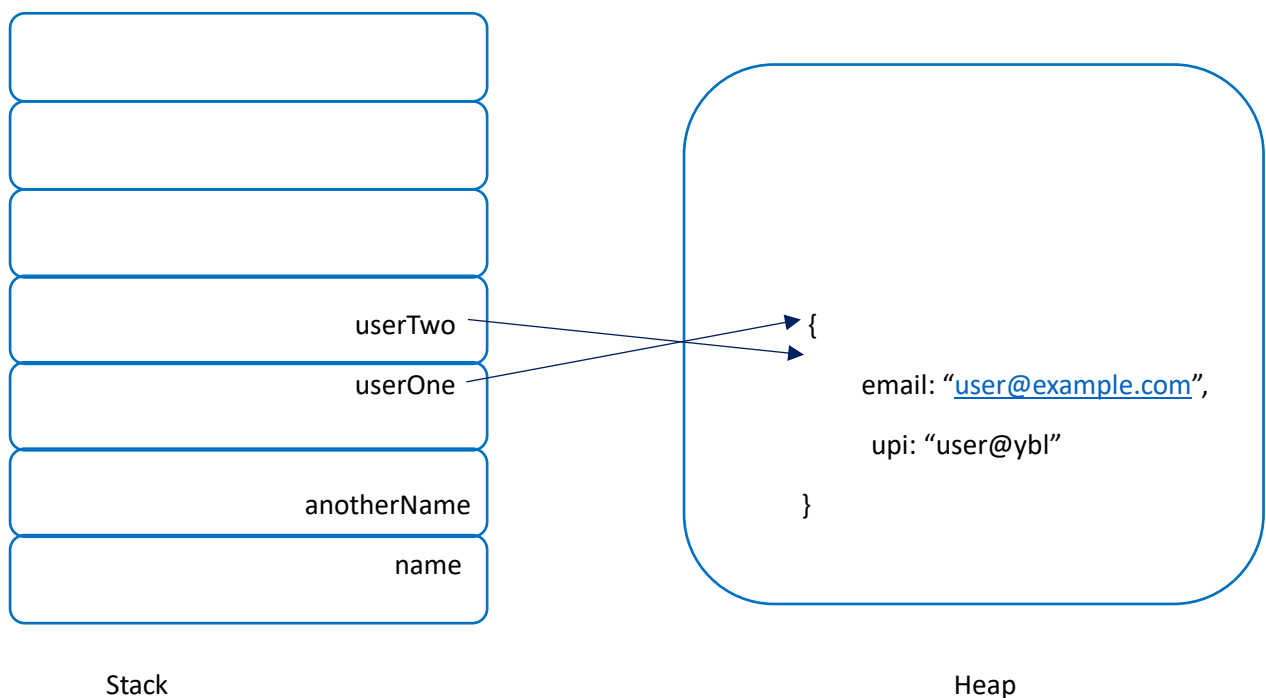 userTwo
userOne
anotherName
name
{
email: “user@example.com”,
upi: “user@ybl”
}
Stack
Heap